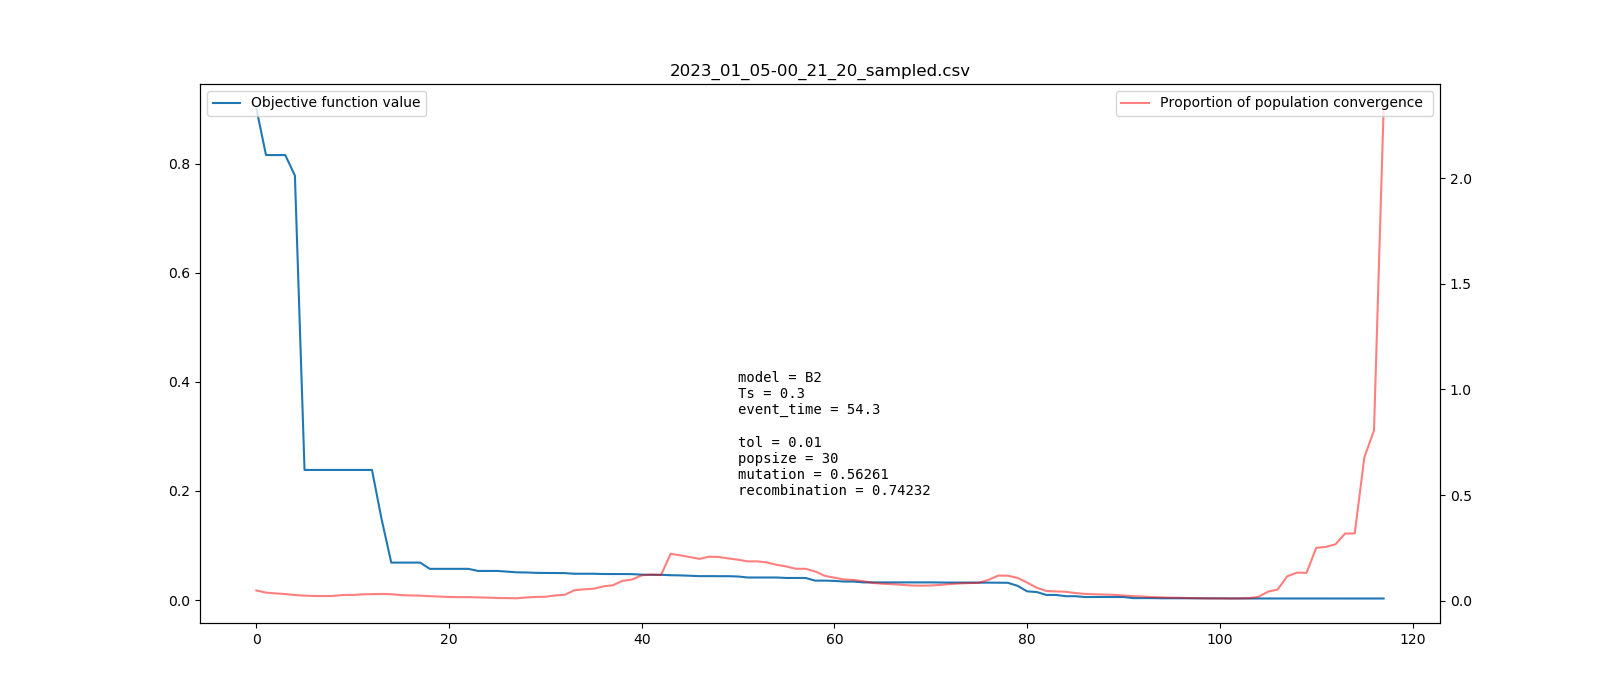 2023_01_05-00_21_20_sampled.csv
Objective function value
Proportion of population convergence
0.8
0.6
0.4
0.2
0.0
2.0
1.5
1.0
0.5
0.0
model = B2
Ts = 0.3
event_time = 54.3
tol = 0.01
popsize = 30
mutation = 0.56261
recombination = 0.74232
0 20 40 60 80 100 120